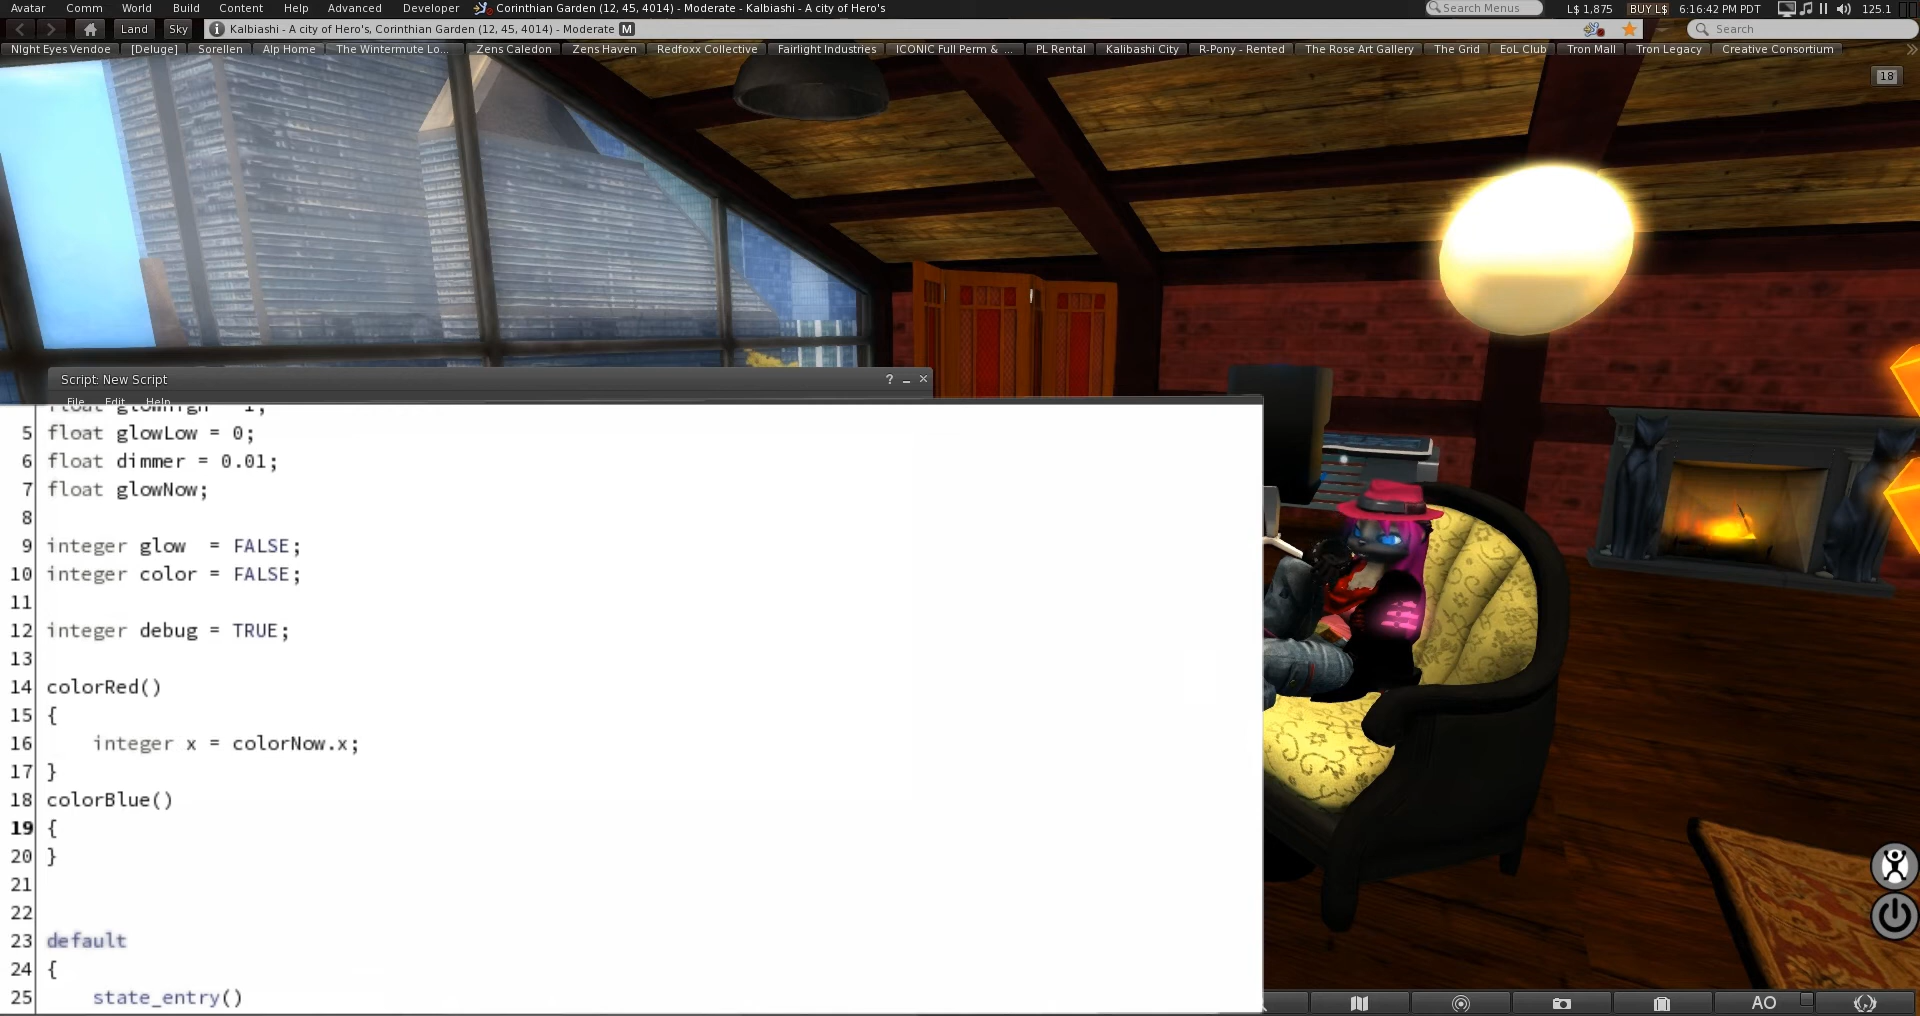 Avatar Comm World Build Content Help Advanced Developer Corinthian Garden (12, 45, 4014) - Moderate - Kalbiashi - A city of Hero's Search Menus L$ 1,875 BUY L$ 6:16:42 PM PDT 125.1
Land Sky Kalbiashi - A city of Hero's, Corinthian Garden (12, 45, 4014) - Moderate M Search
Night Eyes Vendoe [Deluge] Sorellen Alp Home The Wintermute Lo... Zens Caledon Zens Haven Redfoxx Collective Fairlight Industries ICONIC Full Perm & ... PL Rental Kalibashi City R-Pony - Rented The Rose Art Gallery The Grid EoL Club Tron Mall Tron Legacy Creative Consortium
18
Script: New Script ?
File Edit Help
5 float glowLow = 0;
6 float dimmer = 0.01;
7 float glowNow;
8
9 integer glow  = FALSE;
10 integer color = FALSE;
11
12 integer debug = TRUE;
13
14 colorRed()
15 {
16     integer x = colorNow.x;
17 }
18 colorBlue()
19 {
20 }
21
22
23 default
24 {
25     state_entry()
AO